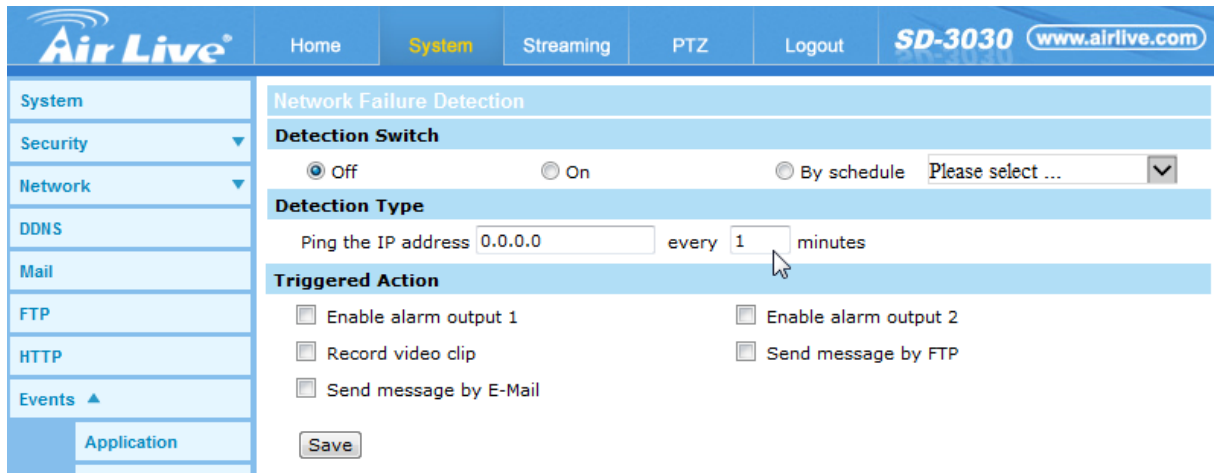 Air Live®
Home System Streaming PTZ Logout SD-3030 www.airlive.com
System
Security
Network
DDNS
Mail
FTP
HTTP
Events
Application
Network Failure Detection
Detection Switch
Off On By schedule Please select ...
Detection Type
Ping the IP address 0.0.0.0 every 1 minutes
Triggered Action
Enable alarm output 1 Enable alarm output 2
Record video clip Send message by FTP
Send message by E-Mail
Save